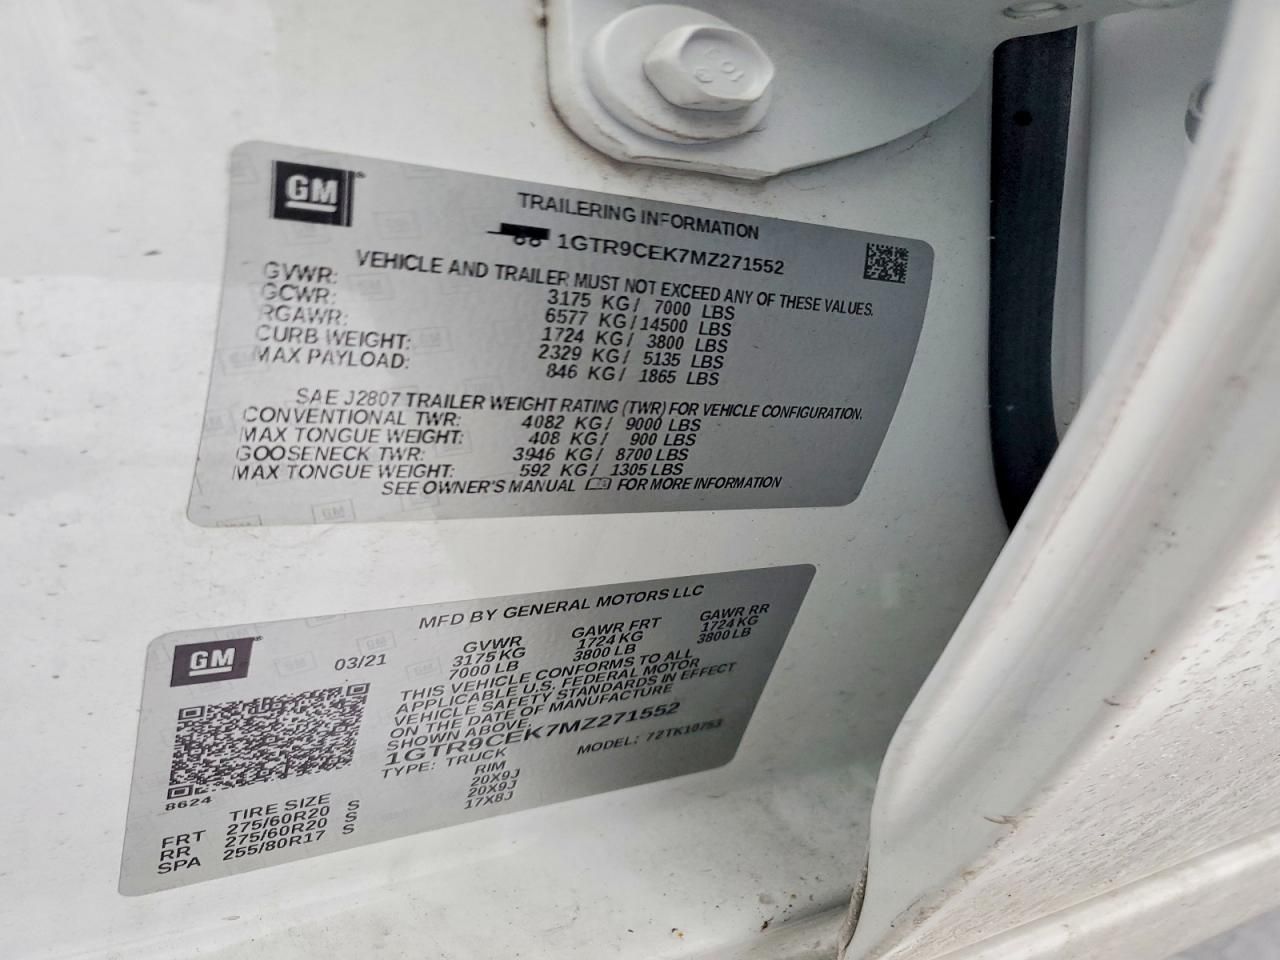 GM
TRAILERING INFORMATION
1GTR9CEK7MZ271552
VEHICLE AND TRAILER MUST NOT EXCEED ANY OF THESE VALUES.
GVWR: 3175 KG/ 7000 LBS
GCWR: 6577 KG/14500 LBS
RGAWR: 1724 KG/ 3800 LBS
CURB WEIGHT: 2329 KG/ 5135 LBS
MAX PAYLOAD: 846 KG/ 1865 LBS
SAE J2807 TRAILER WEIGHT RATING (TWR) FOR VEHICLE CONFIGURATION.
CONVENTIONAL TWR: 4082 KG/ 9000 LBS
MAX TONGUE WEIGHT: 408 KG/ 900 LBS
GOOSENECK TWR: 3946 KG/ 8700 LBS
MAX TONGUE WEIGHT: 592 KG/ 1305 LBS
SEE OWNER'S MANUAL FOR MORE INFORMATION
GM
MFD BY GENERAL MOTORS LLC
03/21
GVWR GAWR FRT GAWR RR
3175 KG 1724 KG 1724 KG
7000 LB 3800 LB 3800 LB
THIS VEHICLE CONFORMS TO ALL
APPLICABLE U.S. FEDERAL MOTOR
VEHICLE SAFETY STANDARDS IN EFFECT
ON THE DATE OF MANUFACTURE
SHOWN ABOVE.
1GTR9CEK7MZ271552
TYPE: TRUCK MODEL: 72TK10753
8624
TIRE SIZE RIM
FRT 275/60R20 S 20X9J
RR 275/60R20 S 20X9J
SPA 255/80R17 S 17X8J